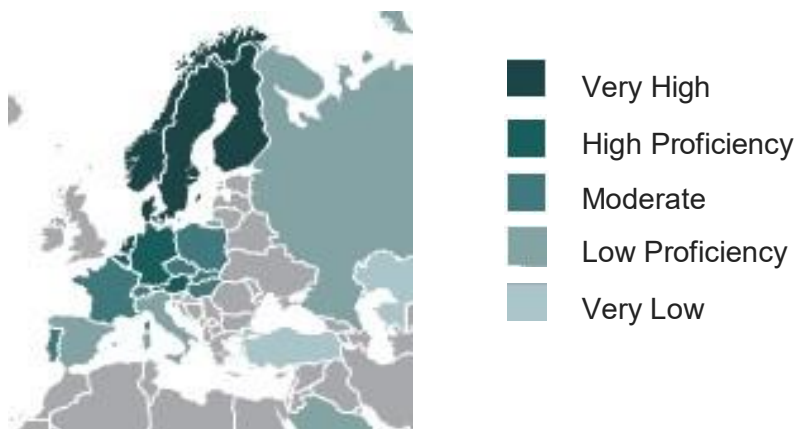 Very High
High Proficiency
Moderate
Low Proficiency
Very Low